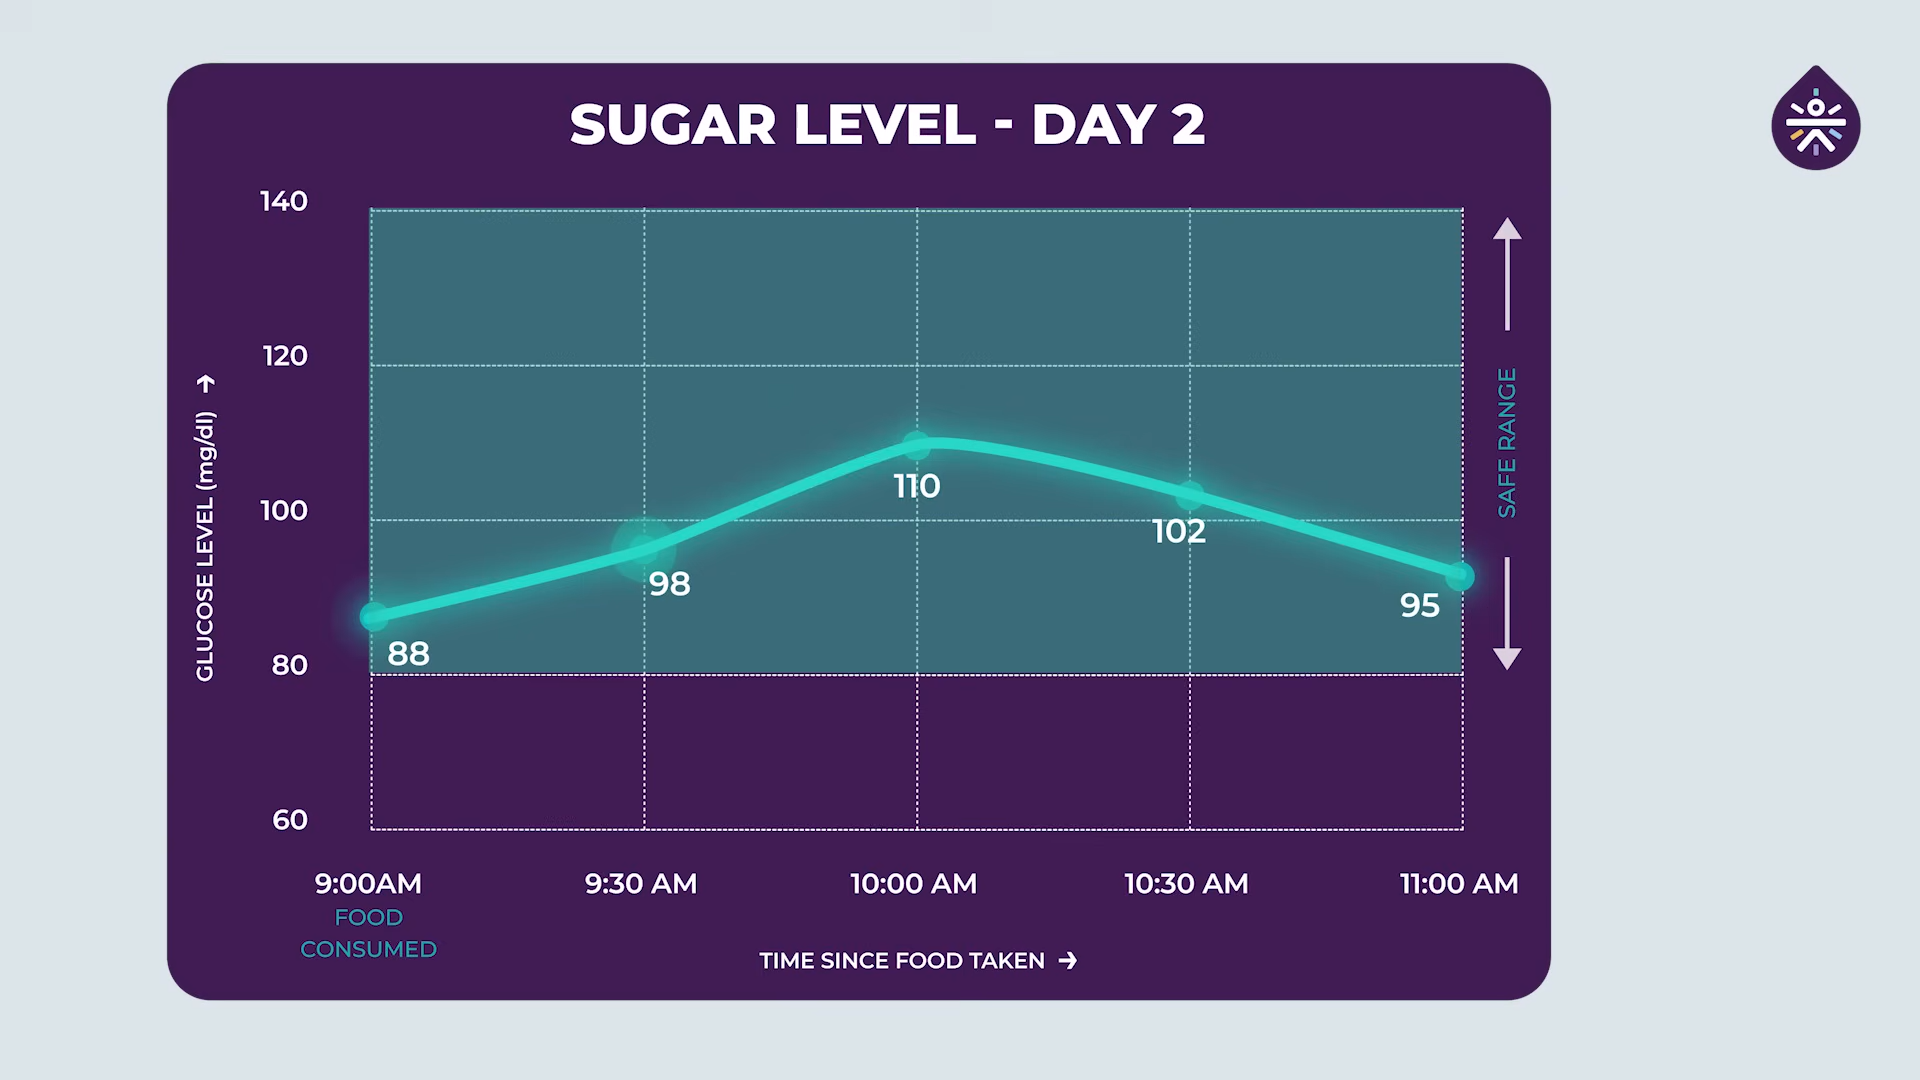 SUGAR LEVEL - DAY 2
140
120
100
80
60
GLUCOSE LEVEL (mg/dl) →
88
98
110
102
95
SAFE RANGE
9:00AM
9:30 AM
10:00 AM
10:30 AM
11:00 AM
FOOD
CONSUMED
TIME SINCE FOOD TAKEN →